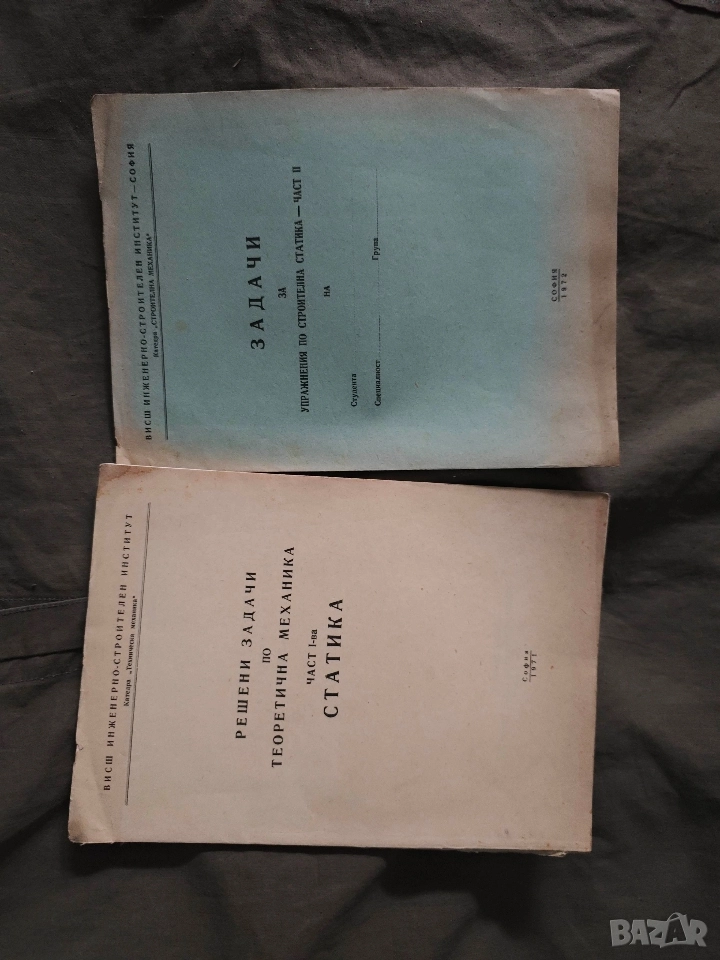 ВИСШ ИНЖЕНЕРНО-СТРОИТЕЛЕН ИНСТИТУТ — СОФИЯ
Катедра „СТРОИТЕЛНА МЕХАНИКА"
ЗАДАЧИ
ЗА
УПРАЖНЕНИЯ ПО СТРОИТЕЛНА СТАТИКА — ЧАСТ II
НА
Студента
Специалност Група
СОФИЯ
1972
ВИСШ ИНЖЕНЕРНО-СТРОИТЕЛЕН ИНСТИТУТ
Катедра „Техническа механика"
РЕШЕНИ ЗАДАЧИ
ПО
ТЕОРЕТИЧНА МЕХАНИКА
ЧАСТ I-ва
СТАТИКА
София
1971
BAZAR